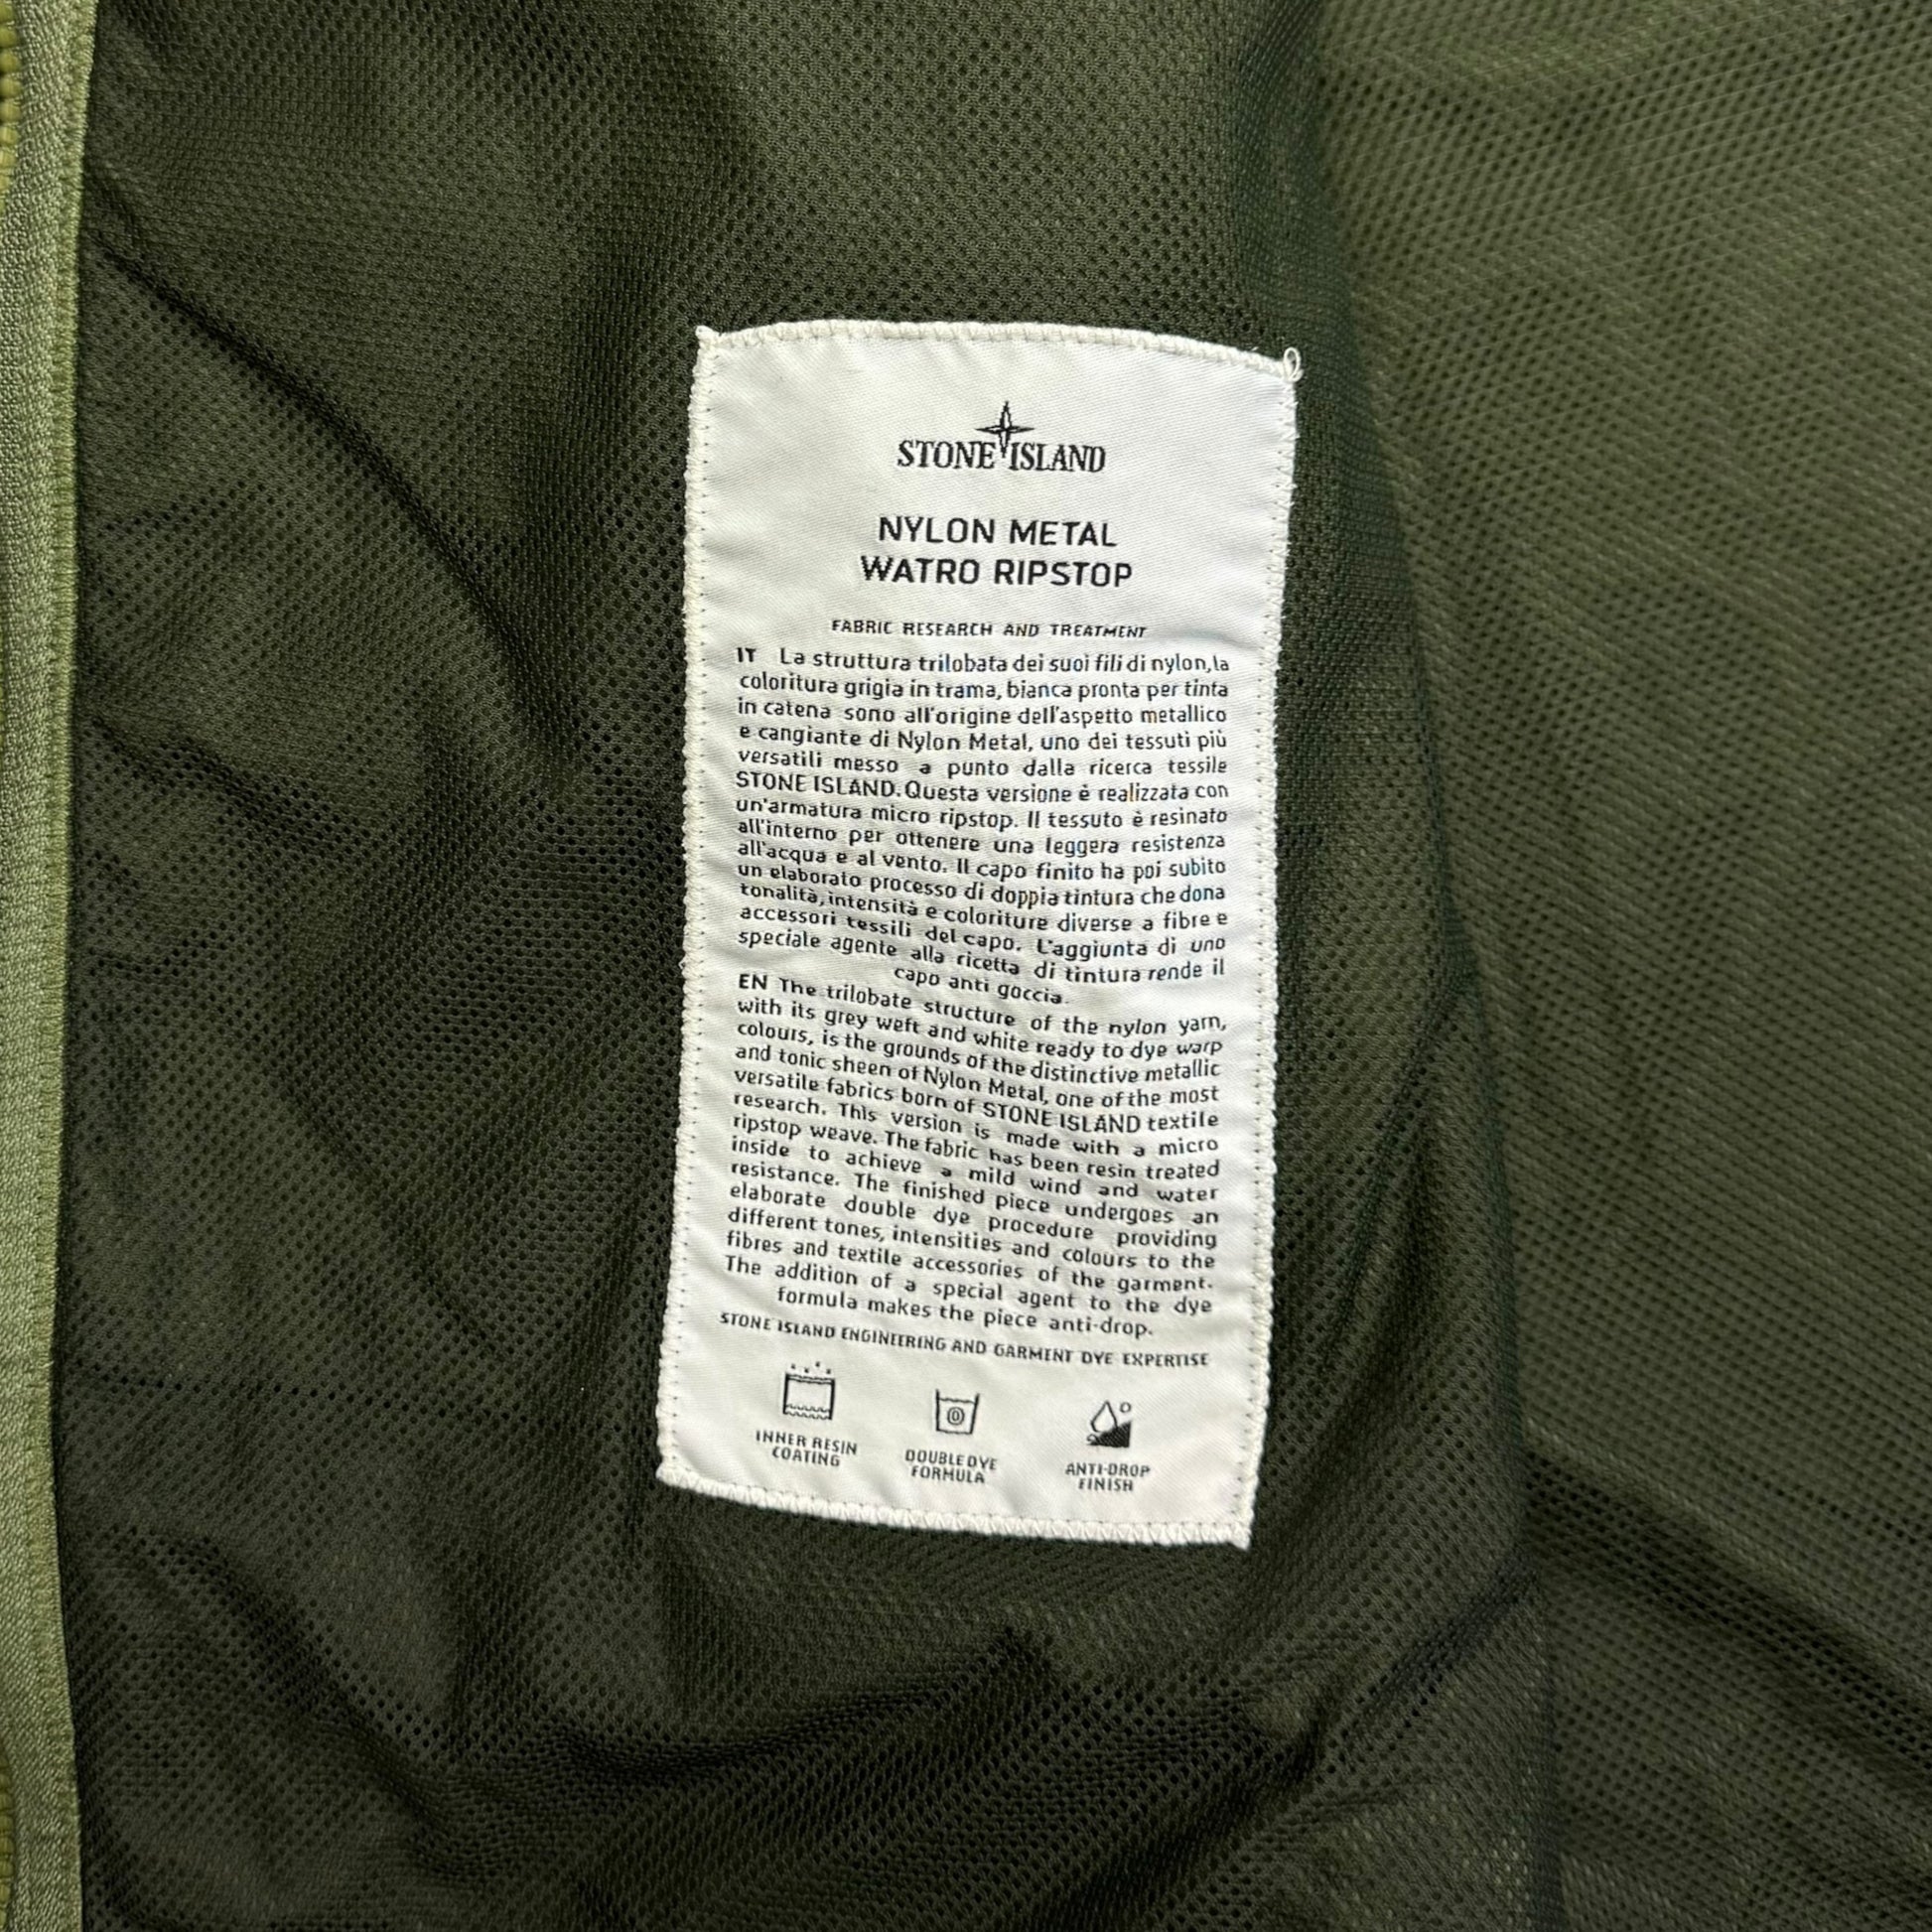 STONE ISLAND
NYLON METAL
WATRO RIPSTOP
FABRIC RESEARCH AND TREATMENT
IT La struttura trilobata dei suoi fili di nylon, la
coloritura grigia in trama, bianca pronta per tinta
in catena sono all'origine dell'aspetto metallico
e cangiante di Nylon Metal, uno dei tessuti più
versatili messo a punto dalla ricerca tessile
STONE ISLAND. Questa versione è realizzata con
un'armatura micro ripstop. Il tessuto è resinato
all'interno per ottenere una leggera resistenza
all'acqua e al vento. Il capo finito ha poi subito
un elaborato processo di doppia tintura che dona
tonalità, intensità e coloriture diverse a fibre e
accessori tessili del capo. L'aggiunta di uno
speciale agente alla ricetta di tintura rende il
capo anti goccia.
EN The trilobate structure of the nylon yarn,
with its grey weft and white ready to dye warp
colours, is the grounds of the distinctive metallic
and tonic sheen of Nylon Metal, one of the most
versatile fabrics born of STONE ISLAND textile
research. This version is made with a micro
ripstop weave. The fabric has been resin treated
inside to achieve a mild wind and water
resistance. The finished piece undergoes an
elaborate double dye procedure providing
different tones, intensities and colours to the
fibres and textile accessories of the garment.
The addition of a special agent to the dye
formula makes the piece anti-drop.
STONE ISLAND ENGINEERING AND GARMENT DYE EXPERTISE
INNER RESIN
COATING
DOUBLE DYE
FORMULA
ANTI-DROP
FINISH